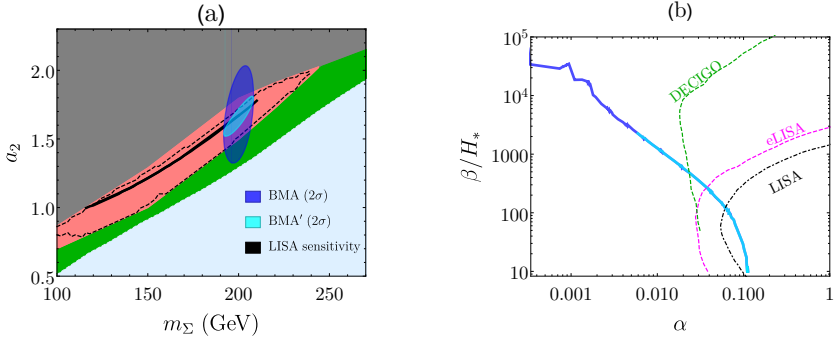 (a)
2.0
1.5
1.0
0.5
a₂
BMA (2σ)
BMA′ (2σ)
LISA sensitivity
100
150
200
250
m_Σ (GeV)
(b)
10⁵
10⁴
1000
100
10
β/H_*
DECIGO
eLISA
LISA
0.001
0.010
0.100
1
α